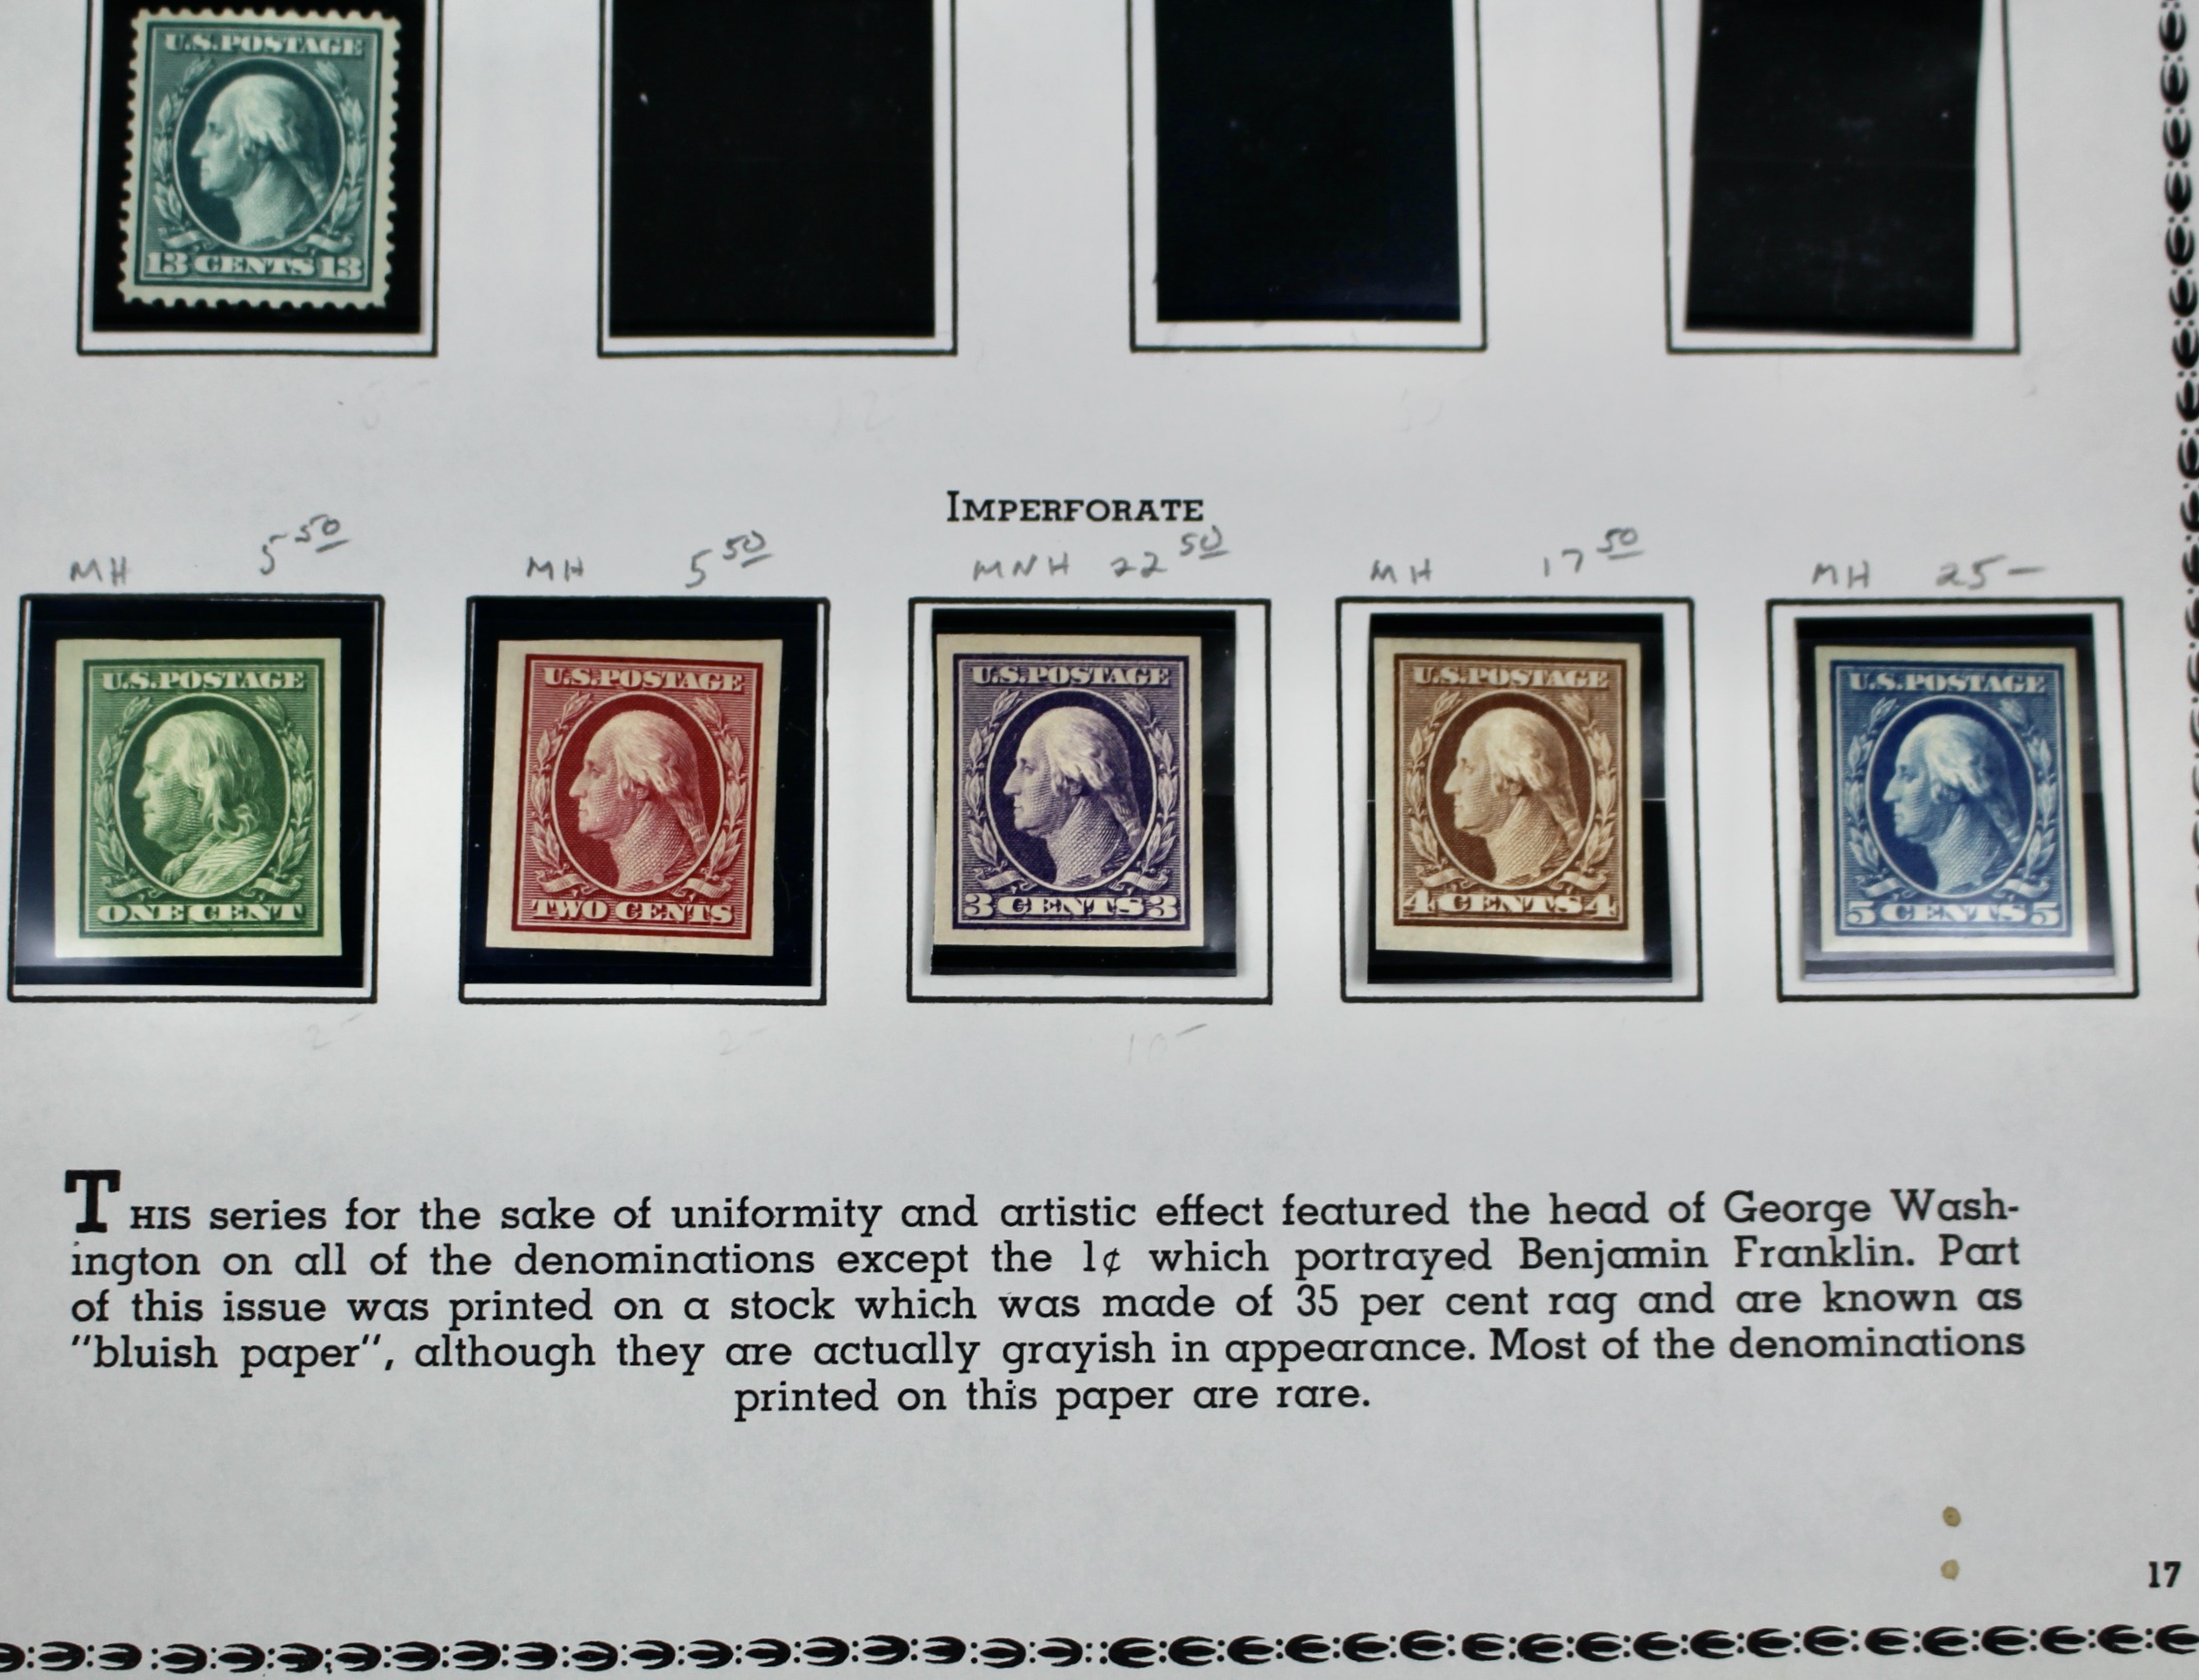 U.S.POSTAGE
13 CENTS 13
IMPERFORATE
MH 5 50
MH 5 50
MNH 22 50
MH 17 50
MH 25 —
U.S.POSTAGE
ONE CENT
U.S.POSTAGE
TWO CENTS
U.S.POSTAGE
3 CENTS 3
U.S.POSTAGE
4 CENTS 4
U.S.POSTAGE
5 CENTS 5
2 –
2 –
10 –
THIS series for the sake of uniformity and artistic effect featured the head of George Wash-
ington on all of the denominations except the 1¢ which portrayed Benjamin Franklin. Part
of this issue was printed on a stock which was made of 35 per cent rag and are known as
"bluish paper", although they are actually grayish in appearance. Most of the denominations
printed on this paper are rare.
17